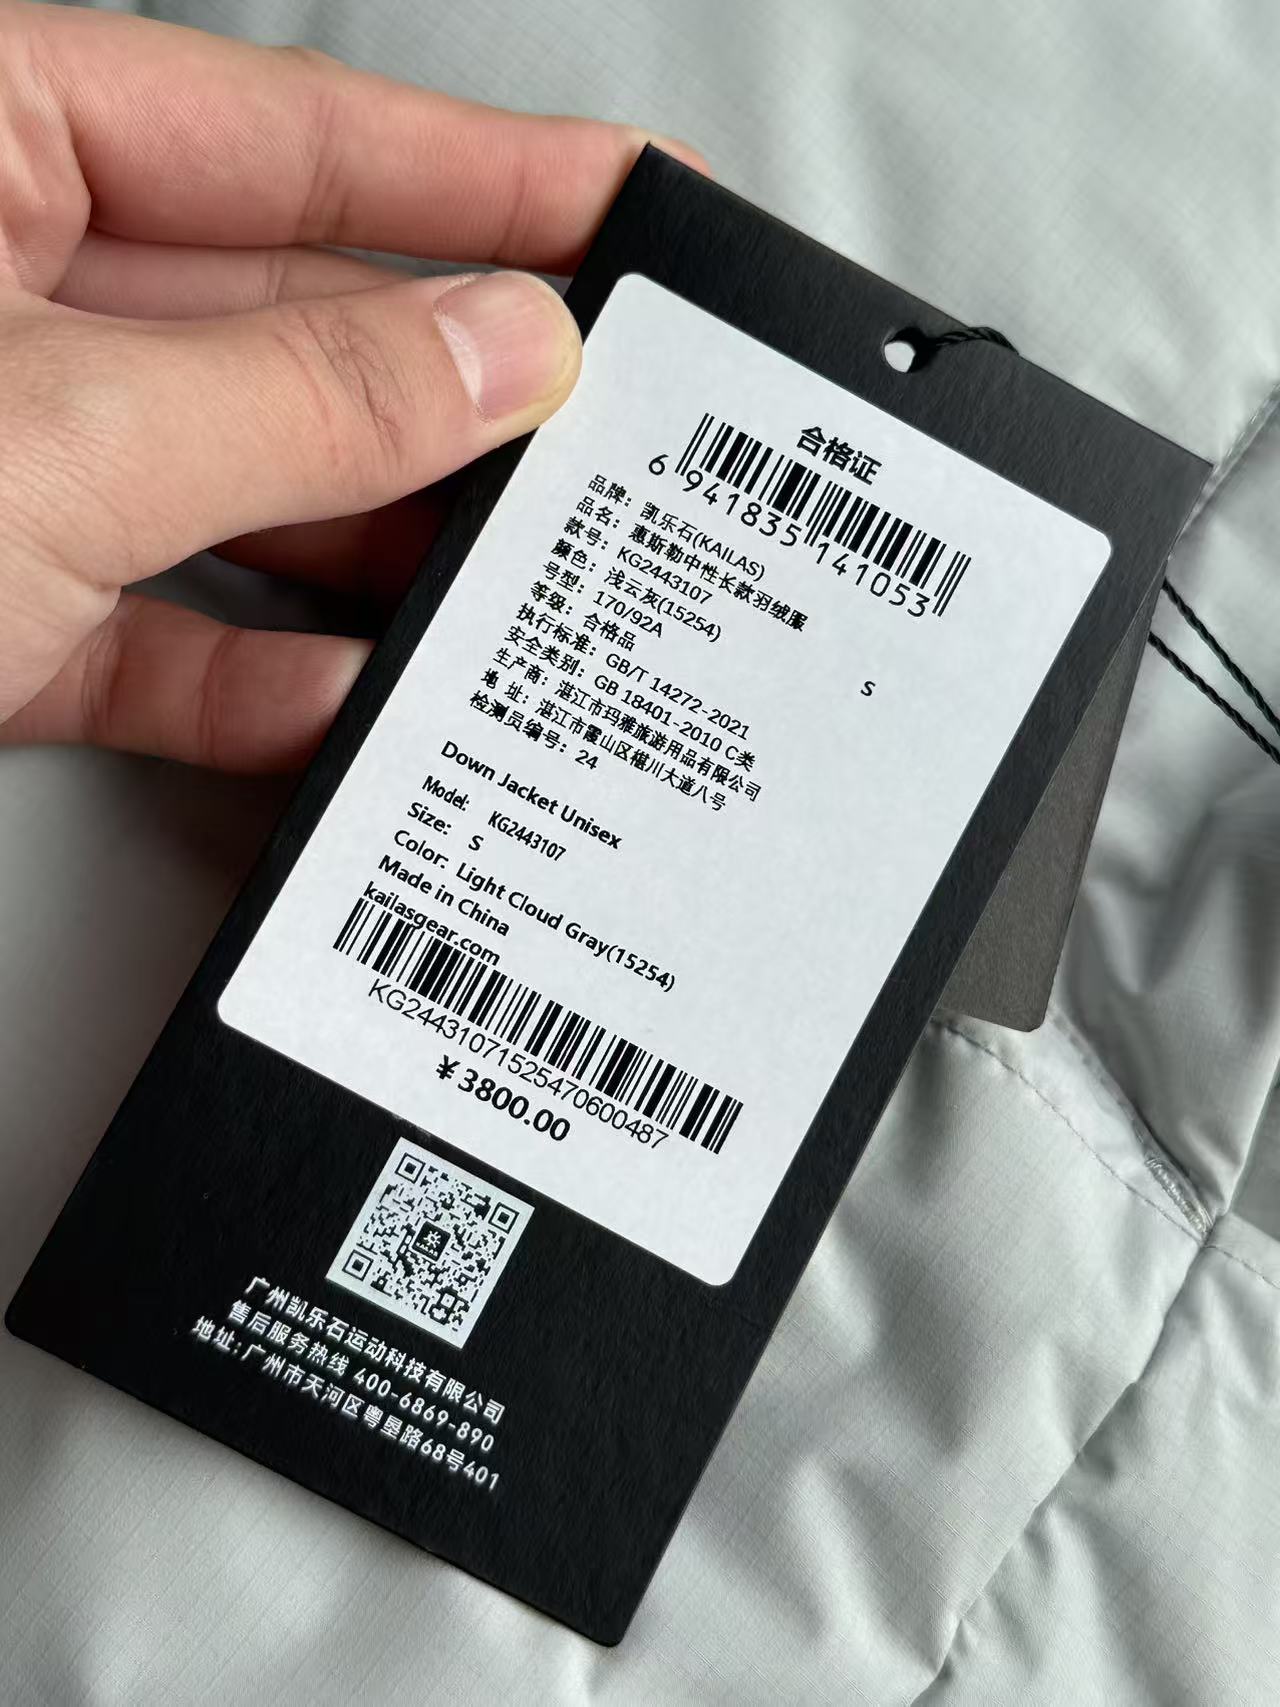 合格证
6 941835 141053
品牌：凯乐石(KAILAS)
品名：惠斯勒中性长款羽绒服
款号：KG2443107
颜色：浅云灰(15254)
号型：170/92A S
等级：合格品
执行标准：GB/T 14272-2021
安全类别：GB 18401-2010 C类
生产商：湛江市玛雅旅游用品有限公司
地 址：湛江市霞山区椹川大道八号
检测员编号：24
Down Jacket Unisex
Model: KG2443107
Size: S
Color: Light Cloud Gray(15254)
Made in China
kailasgear.com
KG24431071525470600487
¥3800.00
广州凯乐石运动科技有限公司
售后服务热线 400-6869-890
地址:广州市天河区粤垦路68号401